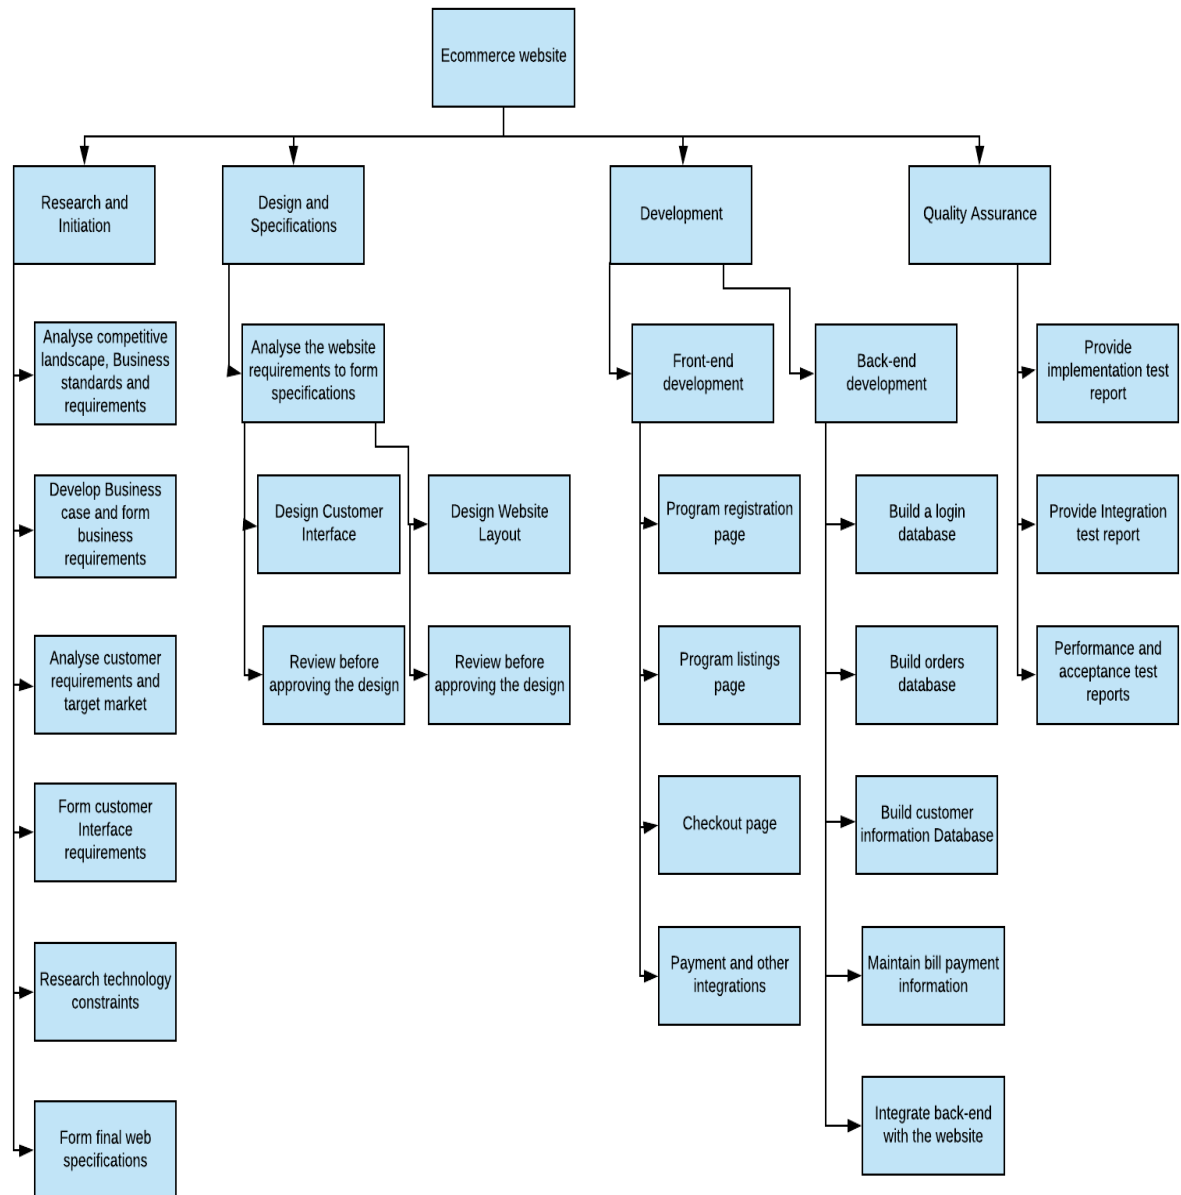 Ecommerce website
Research and
Initiation
Design and
Specifications
Development
Quality Assurance
Analyse competitive
landscape, Business
standards and
requirements
Develop Business
case and form
business
requirements
Analyse customer
requirements and
target market
Form customer
Interface
requirements
Research technology
constraints
Form final web
specifications
Analyse the website
requirements to form
specifications
Design Customer
Interface
Review before
approving the design
Design Website
Layout
Review before
approving the design
Front-end
development
Program registration
page
Program listings
page
Checkout page
Payment and other
integrations
Back-end
development
Build a login
database
Build orders
database
Build customer
information Database
Maintain bill payment
information
Integrate back-end
with the website
Provide
implementation test
report
Provide Integration
test report
Performance and
acceptance test
reports